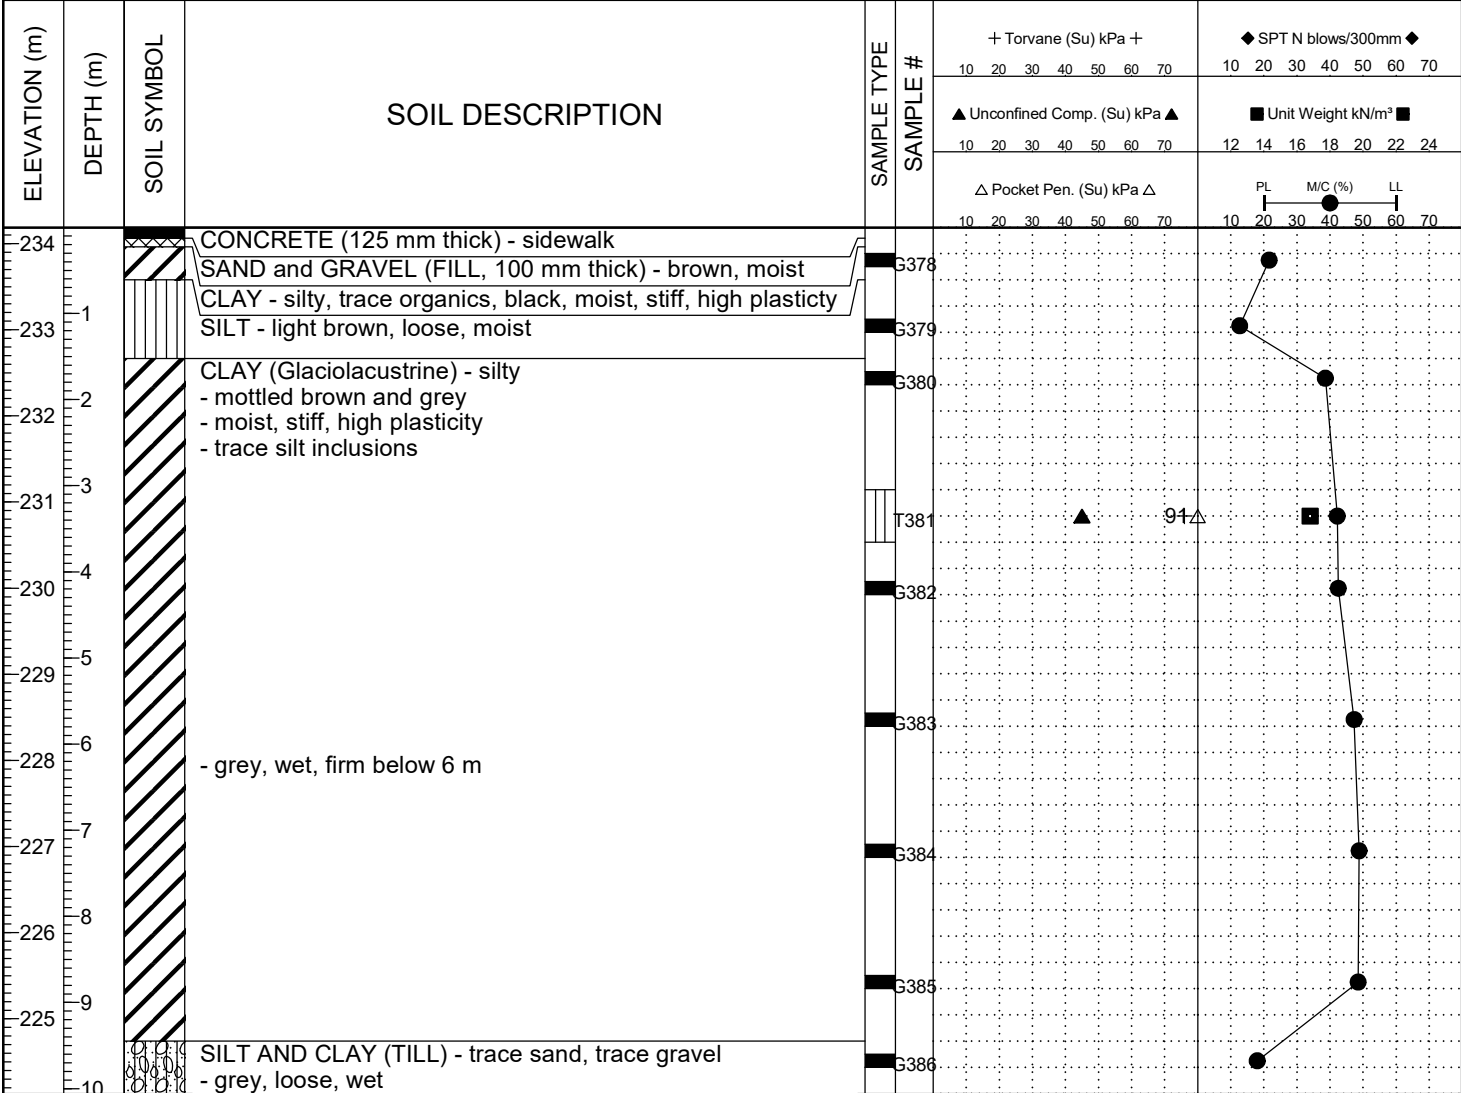 ELEVATION (m)
DEPTH (m)
SOIL SYMBOL
SOIL DESCRIPTION
SAMPLE TYPE
SAMPLE #
+ Torvane (Su) kPa +
10 20 30 40 50 60 70
▲ Unconfined Comp. (Su) kPa ▲
10 20 30 40 50 60 70
△ Pocket Pen. (Su) kPa △
10 20 30 40 50 60 70
◆ SPT N blows/300mm ◆
10 20 30 40 50 60 70
■ Unit Weight kN/m³ ■
12 14 16 18 20 22 24
PL M/C (%) LL
10 20 30 40 50 60 70
234
CONCRETE (125 mm thick) - sidewalk
G378
SAND and GRAVEL (FILL, 100 mm thick) - brown, moist
CLAY - silty, trace organics, black, moist, stiff, high plasticty
1
233
SILT - light brown, loose, moist
G379
CLAY (Glaciolacustrine) - silty
G380
- mottled brown and grey
2
232
- moist, stiff, high plasticity
- trace silt inclusions
3
231
T381
91
4
230
G382
5
229
G383
6
228
- grey, wet, firm below 6 m
7
227
G384
8
226
G385
9
225
SILT AND CLAY (TILL) - trace sand, trace gravel
G386
- grey, loose, wet
10